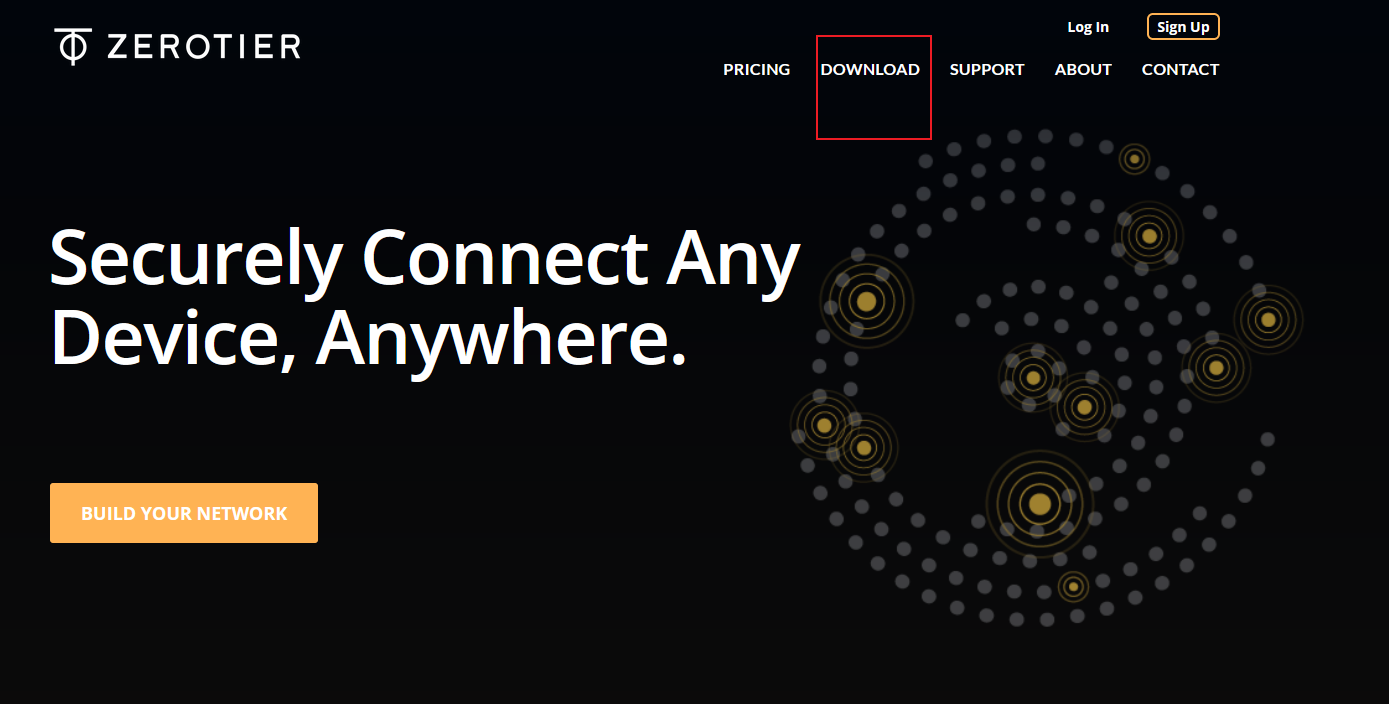 ZEROTIER
Log In
Sign Up
PRICING
DOWNLOAD
SUPPORT
ABOUT
CONTACT
Securely Connect Any
Device, Anywhere.
BUILD YOUR NETWORK